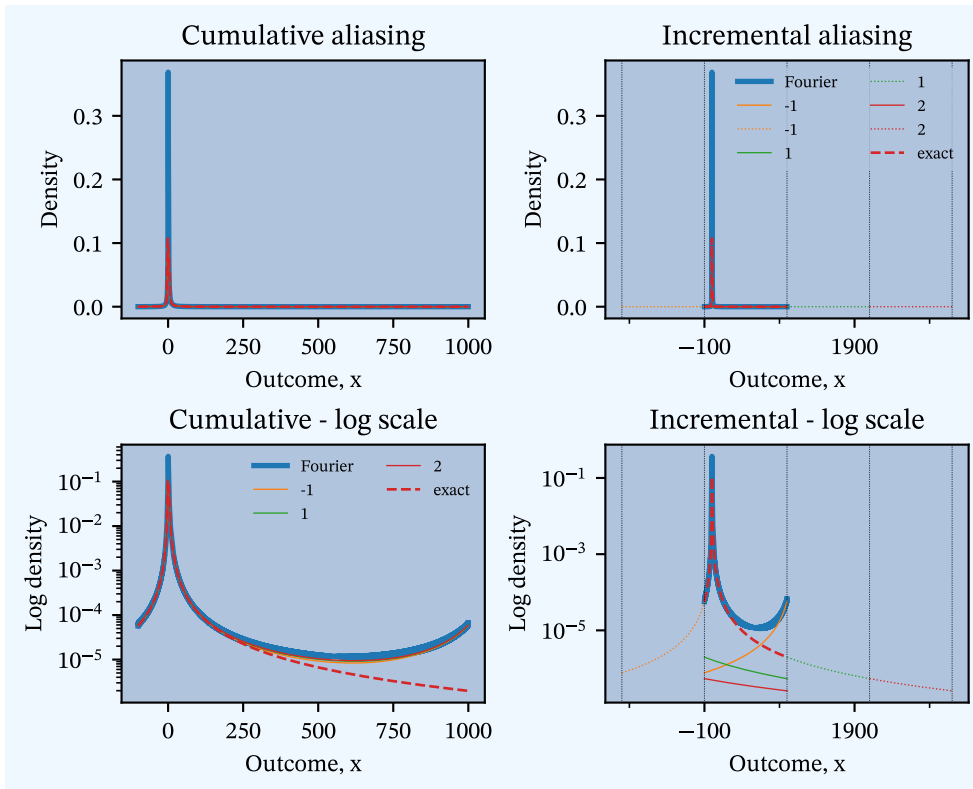 Cumulative aliasing
Density
0.3
0.2
0.1
0.0
0 250 500 750 1000
Outcome, x
Incremental aliasing
Density
0.3
0.2
0.1
0.0
Fourier
-1
-1
1
1
2
2
exact
−100 1900
Outcome, x
Cumulative - log scale
Log density
10⁻¹
10⁻²
10⁻³
10⁻⁴
10⁻⁵
Fourier
-1
1
2
exact
0 250 500 750 1000
Outcome, x
Incremental - log scale
Log density
10⁻¹
10⁻³
10⁻⁵
−100 1900
Outcome, x